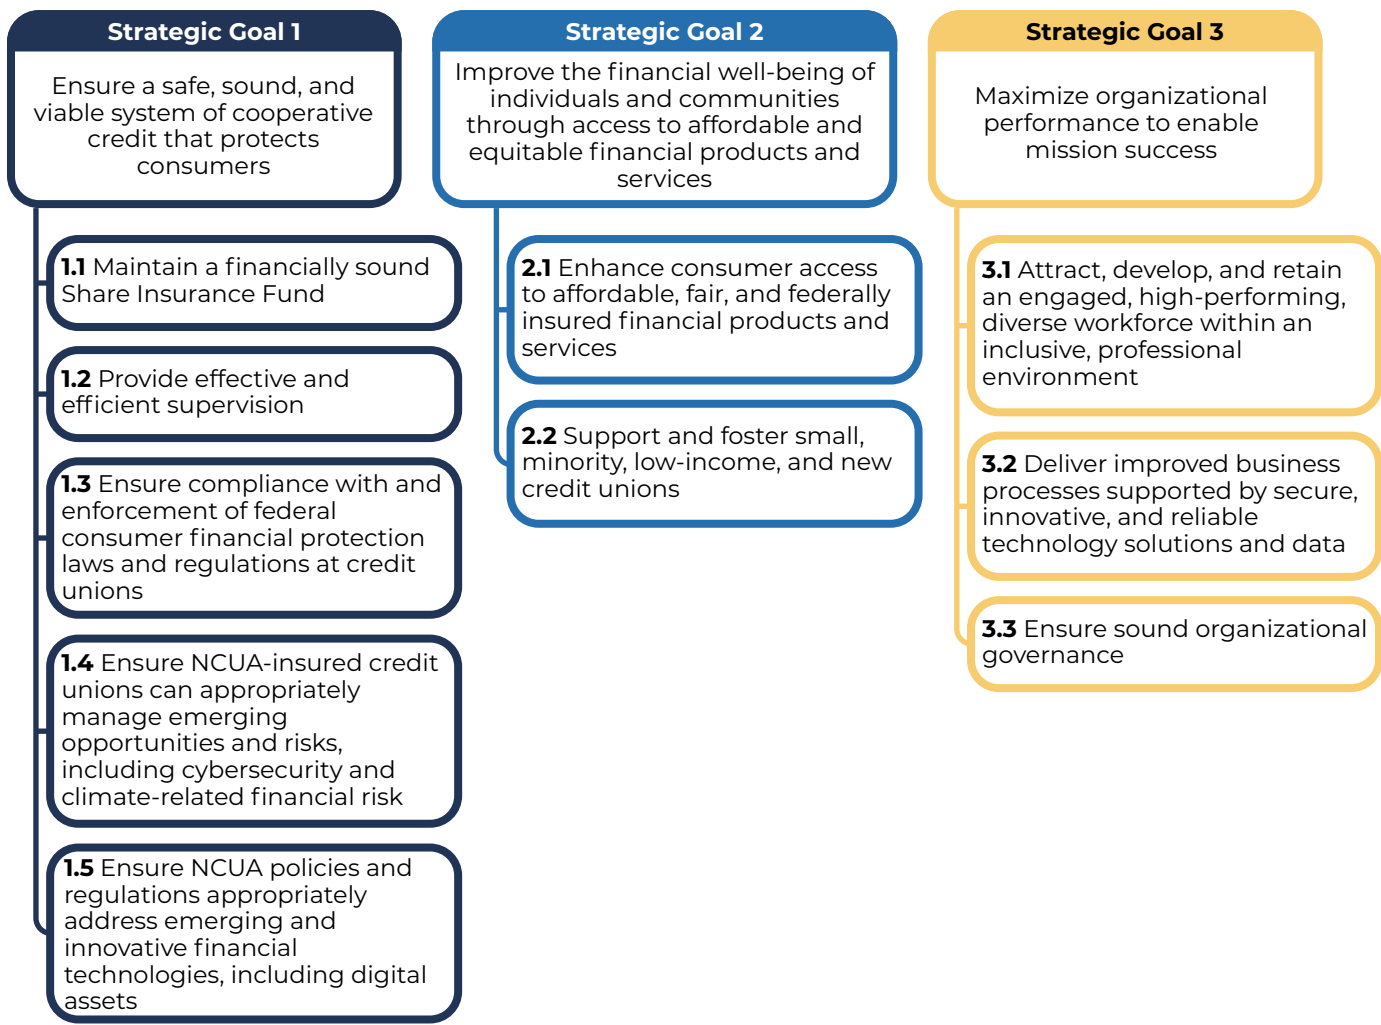 Strategic Goal 1
Ensure a safe, sound, and
viable system of cooperative
credit that protects
consumers
1.1 Maintain a financially sound
Share Insurance Fund
1.2 Provide effective and
efficient supervision
1.3 Ensure compliance with and
enforcement of federal
consumer financial protection
laws and regulations at credit
unions
1.4 Ensure NCUA-insured credit
unions can appropriately
manage emerging
opportunities and risks,
including cybersecurity and
climate-related financial risk
1.5 Ensure NCUA policies and
regulations appropriately
address emerging and
innovative financial
technologies, including digital
assets
Strategic Goal 2
Improve the financial well-being of
individuals and communities
through access to affordable and
equitable financial products and
services
2.1 Enhance consumer access
to affordable, fair, and federally
insured financial products and
services
2.2 Support and foster small,
minority, low-income, and new
credit unions
Strategic Goal 3
Maximize organizational
performance to enable
mission success
3.1 Attract, develop, and retain
an engaged, high-performing,
diverse workforce within an
inclusive, professional
environment
3.2 Deliver improved business
processes supported by secure,
innovative, and reliable
technology solutions and data
3.3 Ensure sound organizational
governance